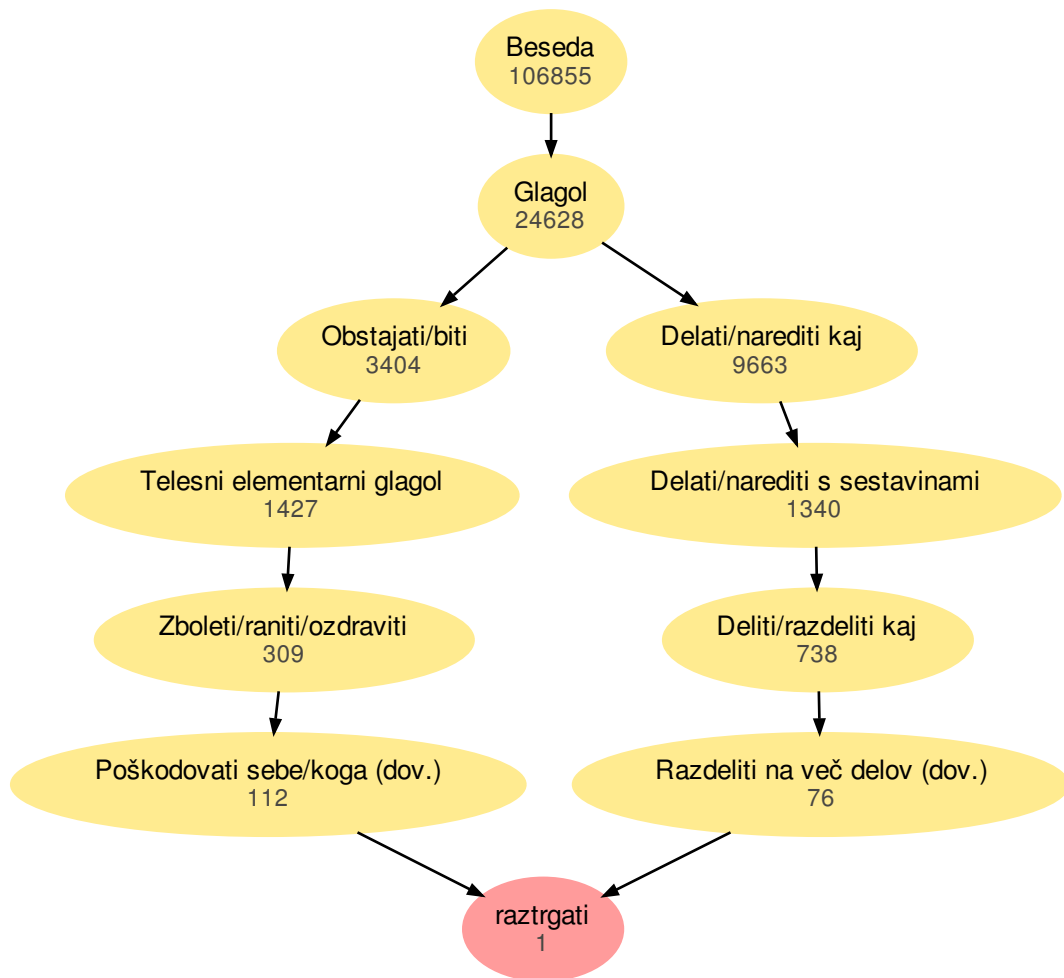 Beseda
106855
Glagol
24628
Obstajati/biti
3404
Delati/narediti kaj
9663
Telesni elementarni glagol
1427
Delati/narediti s sestavinami
1340
Zboleti/raniti/ozdraviti
309
Deliti/razdeliti kaj
738
Poškodovati sebe/koga (dov.)
112
Razdeliti na več delov (dov.)
76
raztrgati
1